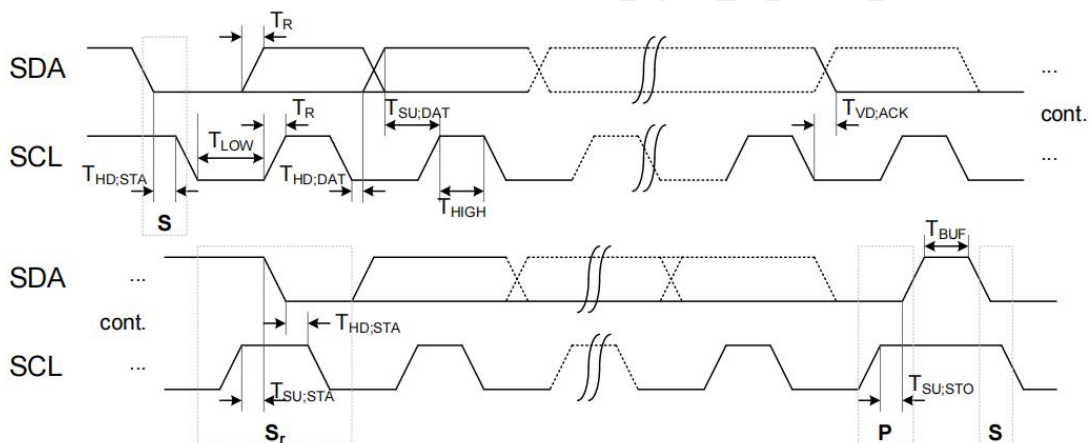 T_R
SDA
T_R
T_SU;DAT
T_VD;ACK
...
cont.
SCL
T_LOW
...
T_HD;STA
T_HD;DAT
T_HIGH
S
T_BUF
SDA
...
cont.
T_HD;STA
SCL
...
T_SU;STA
T_SU;STO
S_r
P
S